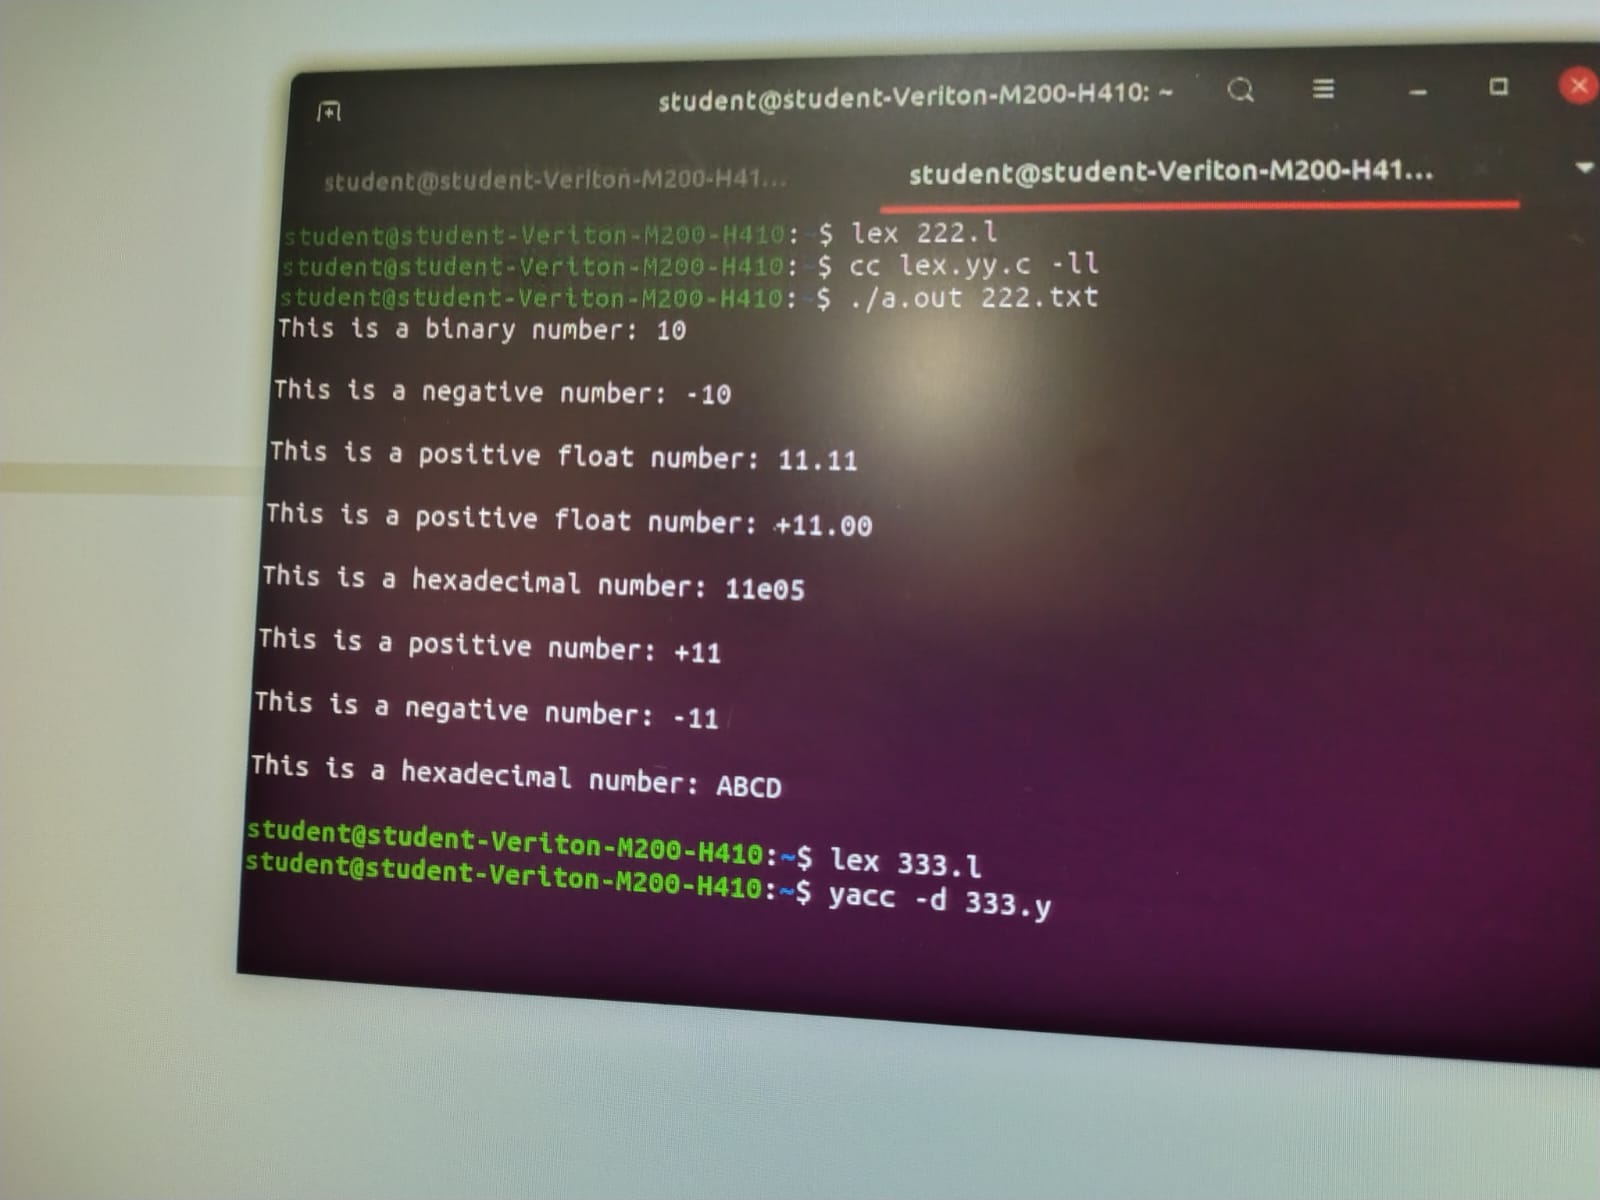 student@student-Veriton-M200-H410: ~
student@student-Veriton-M200-H41...
student@student-Veriton-M200-H41...
student@student-Veriton-M200-H410:~$ lex 222.l
student@student-Veriton-M200-H410:~$ cc lex.yy.c -ll
student@student-Veriton-M200-H410:~$ ./a.out 222.txt
This is a binary number: 10
This is a negative number: -10
This is a positive float number: 11.11
This is a positive float number: +11.00
This is a hexadecimal number: 11e05
This is a positive number: +11
This is a negative number: -11
This is a hexadecimal number: ABCD
student@student-Veriton-M200-H410:~$ lex 333.l
student@student-Veriton-M200-H410:~$ yacc -d 333.y